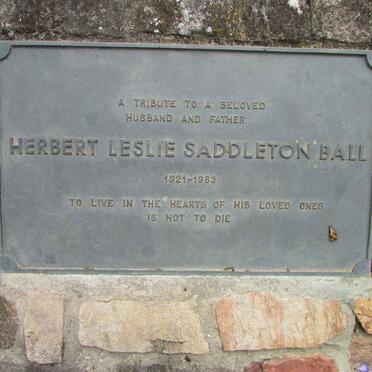 A TRIBUTE TO A BELOVED
HUSBAND AND FATHER
HERBERT LESLIE SADDLETON BALL
1921-1983
TO LIVE IN THE HEARTS OF HIS LOVED ONES
IS NOT TO DIE